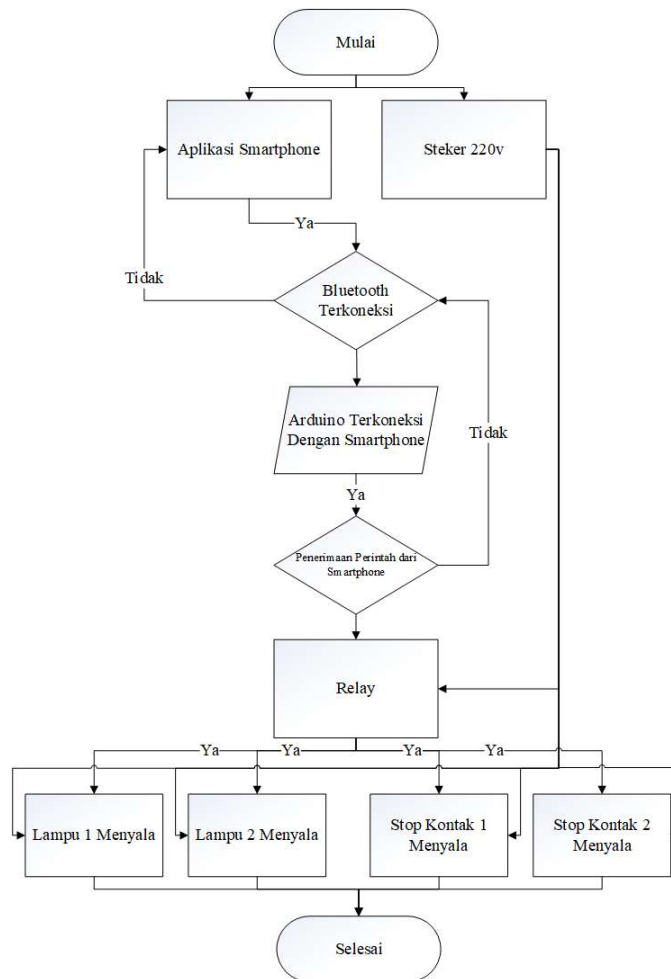 Mulai
Aplikasi Smartphone
Steker 220v
Ya
Tidak
Bluetooth
Terkoneksi
Arduino Terkoneksi
Dengan Smartphone
Tidak
Ya
Penerimaan Perintah dari
Smartphone
Relay
Ya
Ya
Ya
Ya
Lampu 1 Menyala
Lampu 2 Menyala
Stop Kontak 1
Menyala
Stop Kontak 2
Menyala
Selesai